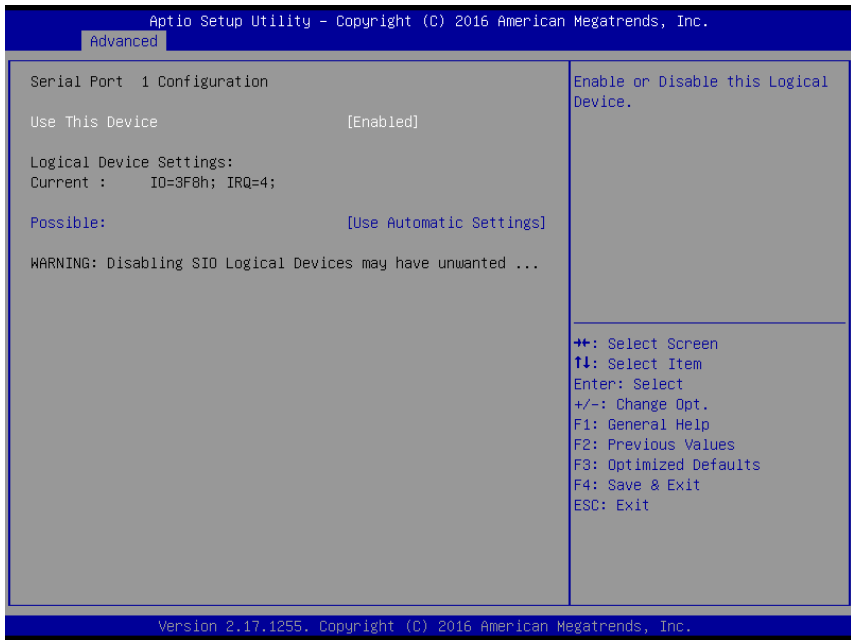 Aptio Setup Utility – Copyright (C) 2016 American Megatrends, Inc.
Advanced
Serial Port 1 Configuration
Use This Device [Enabled]
Logical Device Settings:
Current : IO=3F8h; IRQ=4;
Possible: [Use Automatic Settings]
WARNING: Disabling SIO Logical Devices may have unwanted ...
Enable or Disable this Logical
Device.
→←: Select Screen
↑↓: Select Item
Enter: Select
+/-: Change Opt.
F1: General Help
F2: Previous Values
F3: Optimized Defaults
F4: Save & Exit
ESC: Exit
Version 2.17.1255. Copyright (C) 2016 American Megatrends, Inc.